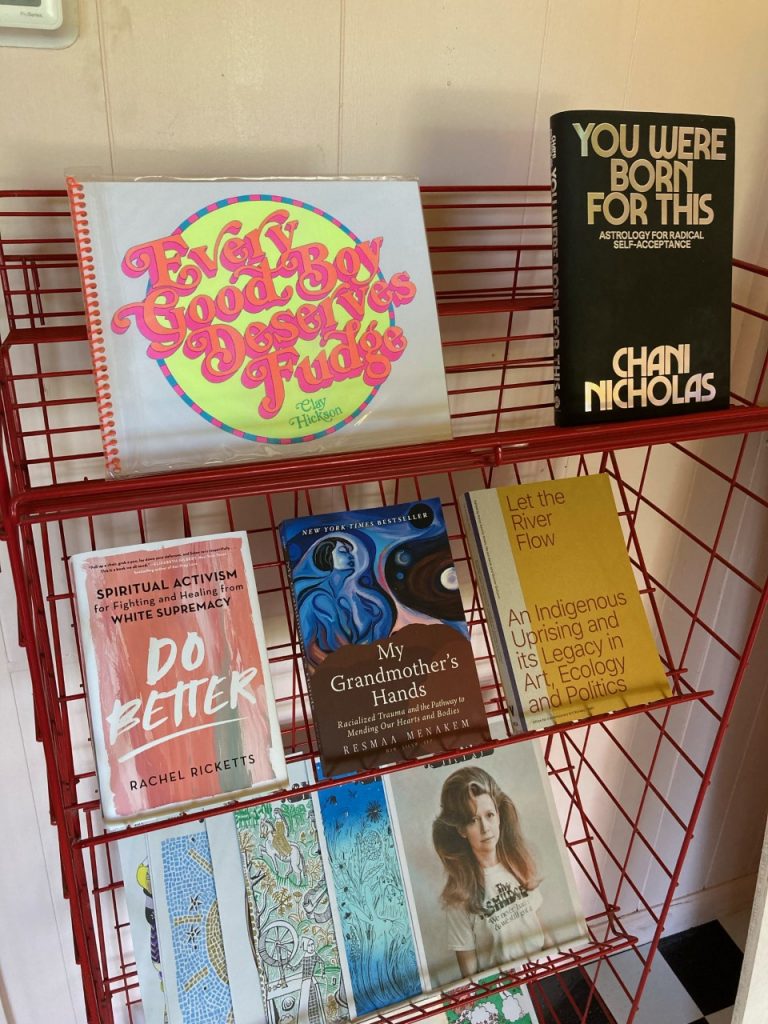 Every
Good Boy
Deserves
Fudge
Clay
Hickson
YOU WERE
BORN
FOR THIS
ASTROLOGY FOR RADICAL
SELF-ACCEPTANCE
CHANI
NICHOLAS
SPIRITUAL ACTIVISM
for Fighting and Healing from
WHITE SUPREMACY
DO
BETTER
RACHEL RICKETTS
NEW YORK TIMES BESTSELLER
My
Grandmother's
Hands
Racialized Trauma and the Pathway to
Mending Our Hearts and Bodies
RESMAA MENAKEM
Let the
River
Flow
An Indigenous
Uprising and
its Legacy in
Art, Ecology
and Politics